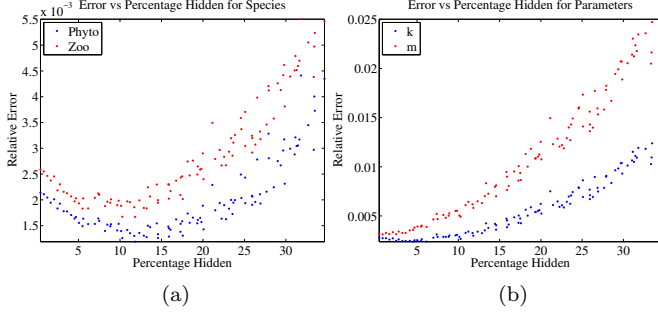 Error vs Percentage Hidden for Species
x 10⁻³
5.5
5
4.5
4
3.5
3
2.5
2
1.5
Relative Error
Phyto
Zoo
5 10 15 20 25 30
Percentage Hidden
(a)
Error vs Percentage Hidden for Parameters
0.025
0.02
0.015
0.01
0.005
Relative Error
k
m
5 10 15 20 25 30
Percentage Hidden
(b)